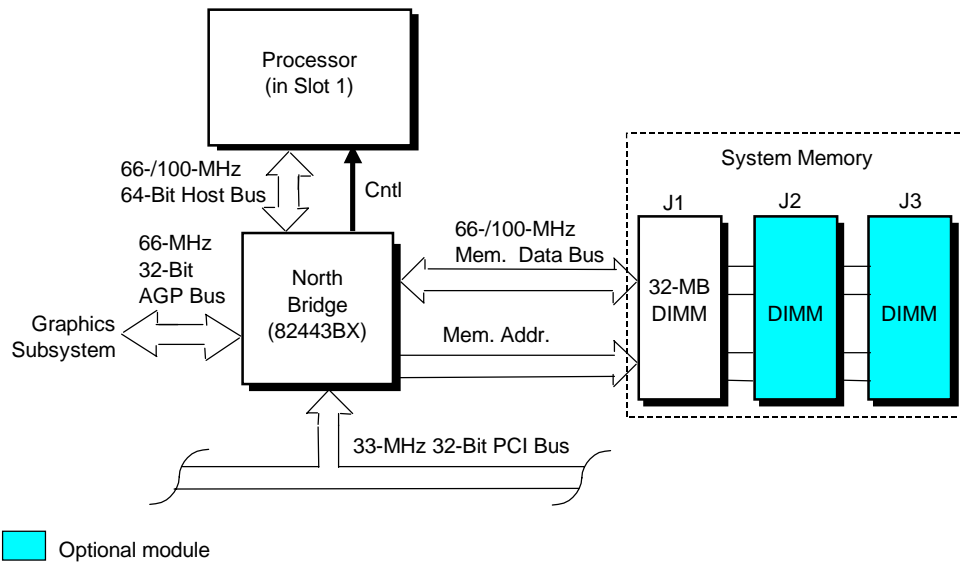 Processor
(in Slot 1)
66-/100-MHz
64-Bit Host Bus
Cntl
System Memory
J1
J2
J3
66-/100-MHz
Mem. Data Bus
66-MHz
32-Bit
AGP Bus
North
Bridge
(82443BX)
32-MB
DIMM
DIMM
DIMM
Graphics
Subsystem
Mem. Addr.
33-MHz 32-Bit PCI Bus
Optional module